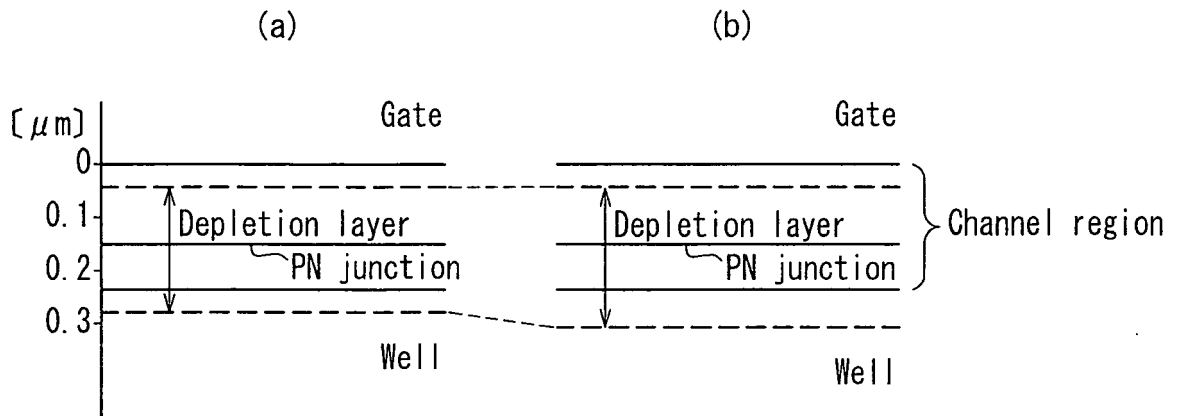 (a)
(b)
[μm]
Gate
Gate
0
0.1
Depletion layer
Depletion layer
Channel region
0.2
PN junction
PN junction
0.3
Well
Well